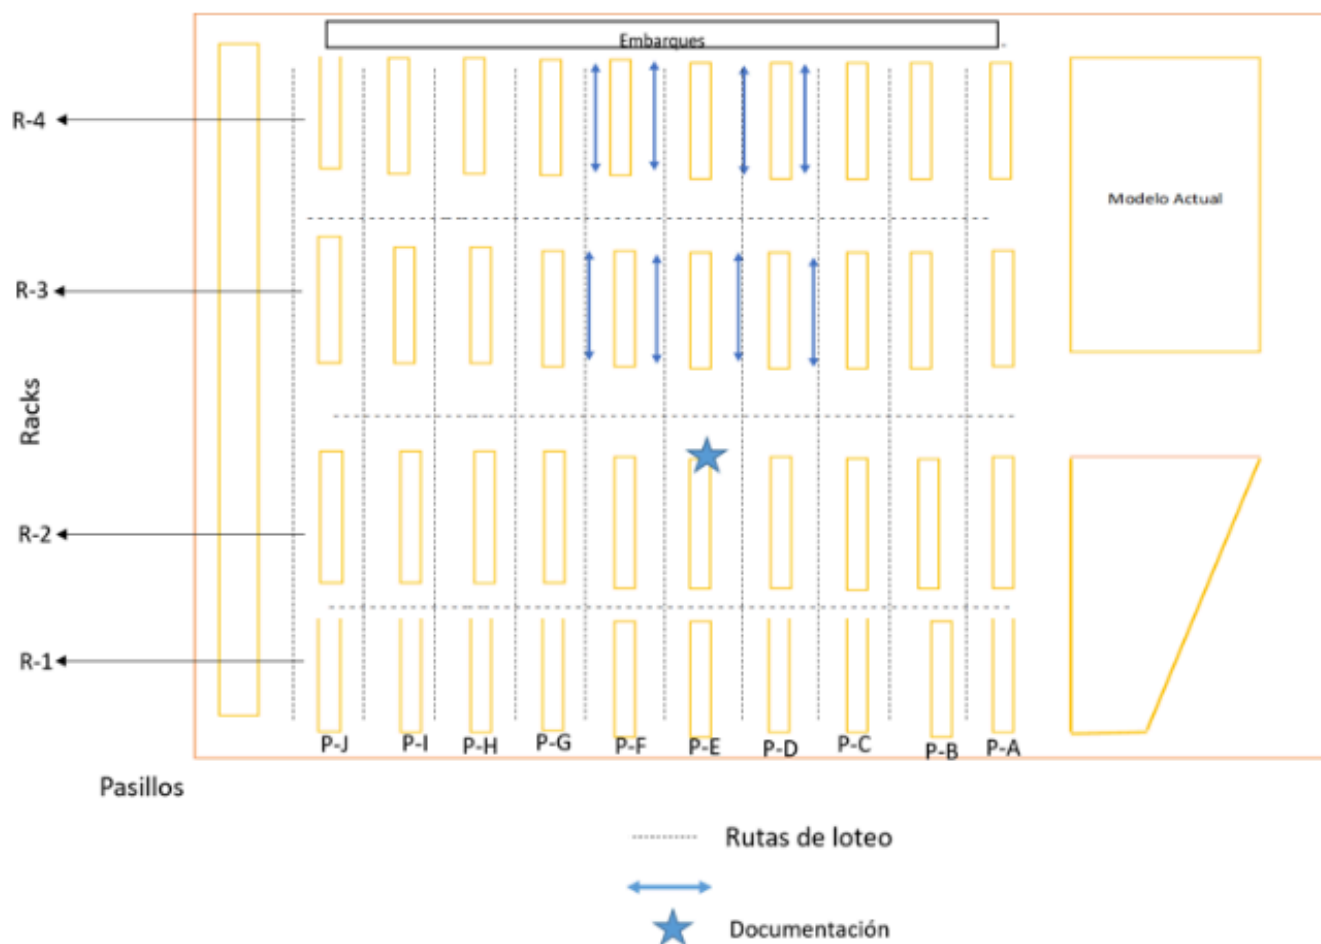 Embarques
R-4
Modelo Actual
R-3
Racks
R-2
R-1
P-J P-I P-H P-G P-F P-E P-D P-C P-B P-A
Pasillos
Rutas de loteo
Documentación